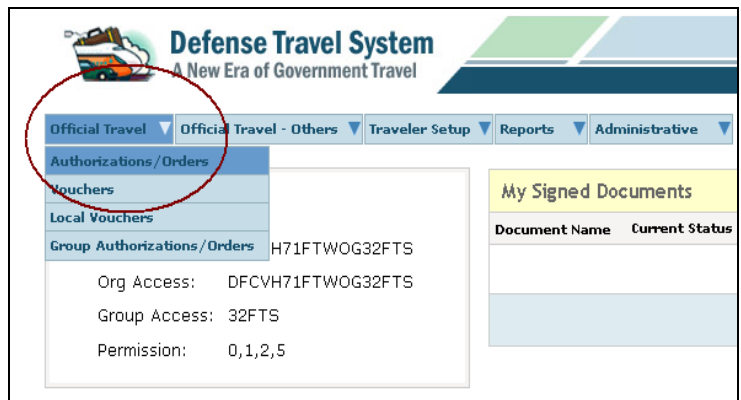 Defense Travel System
A New Era of Government Travel
Official Travel Official Travel - Others Traveler Setup Reports Administrative
Authorizations/Orders
Vouchers
Local Vouchers
Group Authorizations/Orders
VH71FTWOG32FTS
Org Access: DFCVH71FTWOG32FTS
Group Access: 32FTS
Permission: 0,1,2,5
My Signed Documents
Document Name Current Status